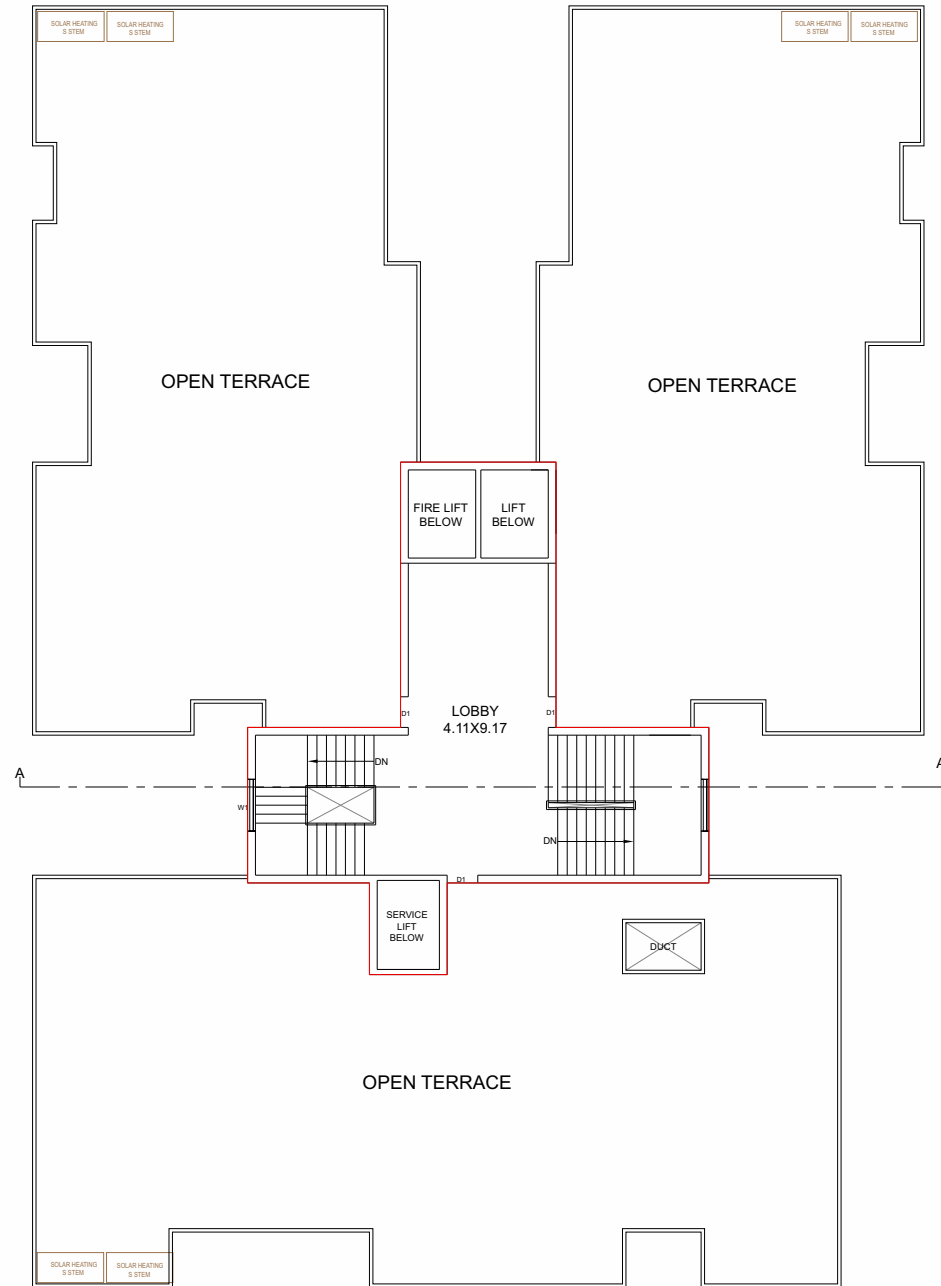 SOLAR HEATING
S STEM
SOLAR HEATING
S STEM
SOLAR HEATING
S STEM
SOLAR HEATING
S STEM
OPEN TERRACE
OPEN TERRACE
FIRE LIFT
BELOW
LIFT
BELOW
D1
LOBBY
4.11X9.17
D1
DN
A
A
W1
DN
D1
SERVICE
LIFT
BELOW
DUCT
OPEN TERRACE
SOLAR HEATING
S STEM
SOLAR HEATING
S STEM